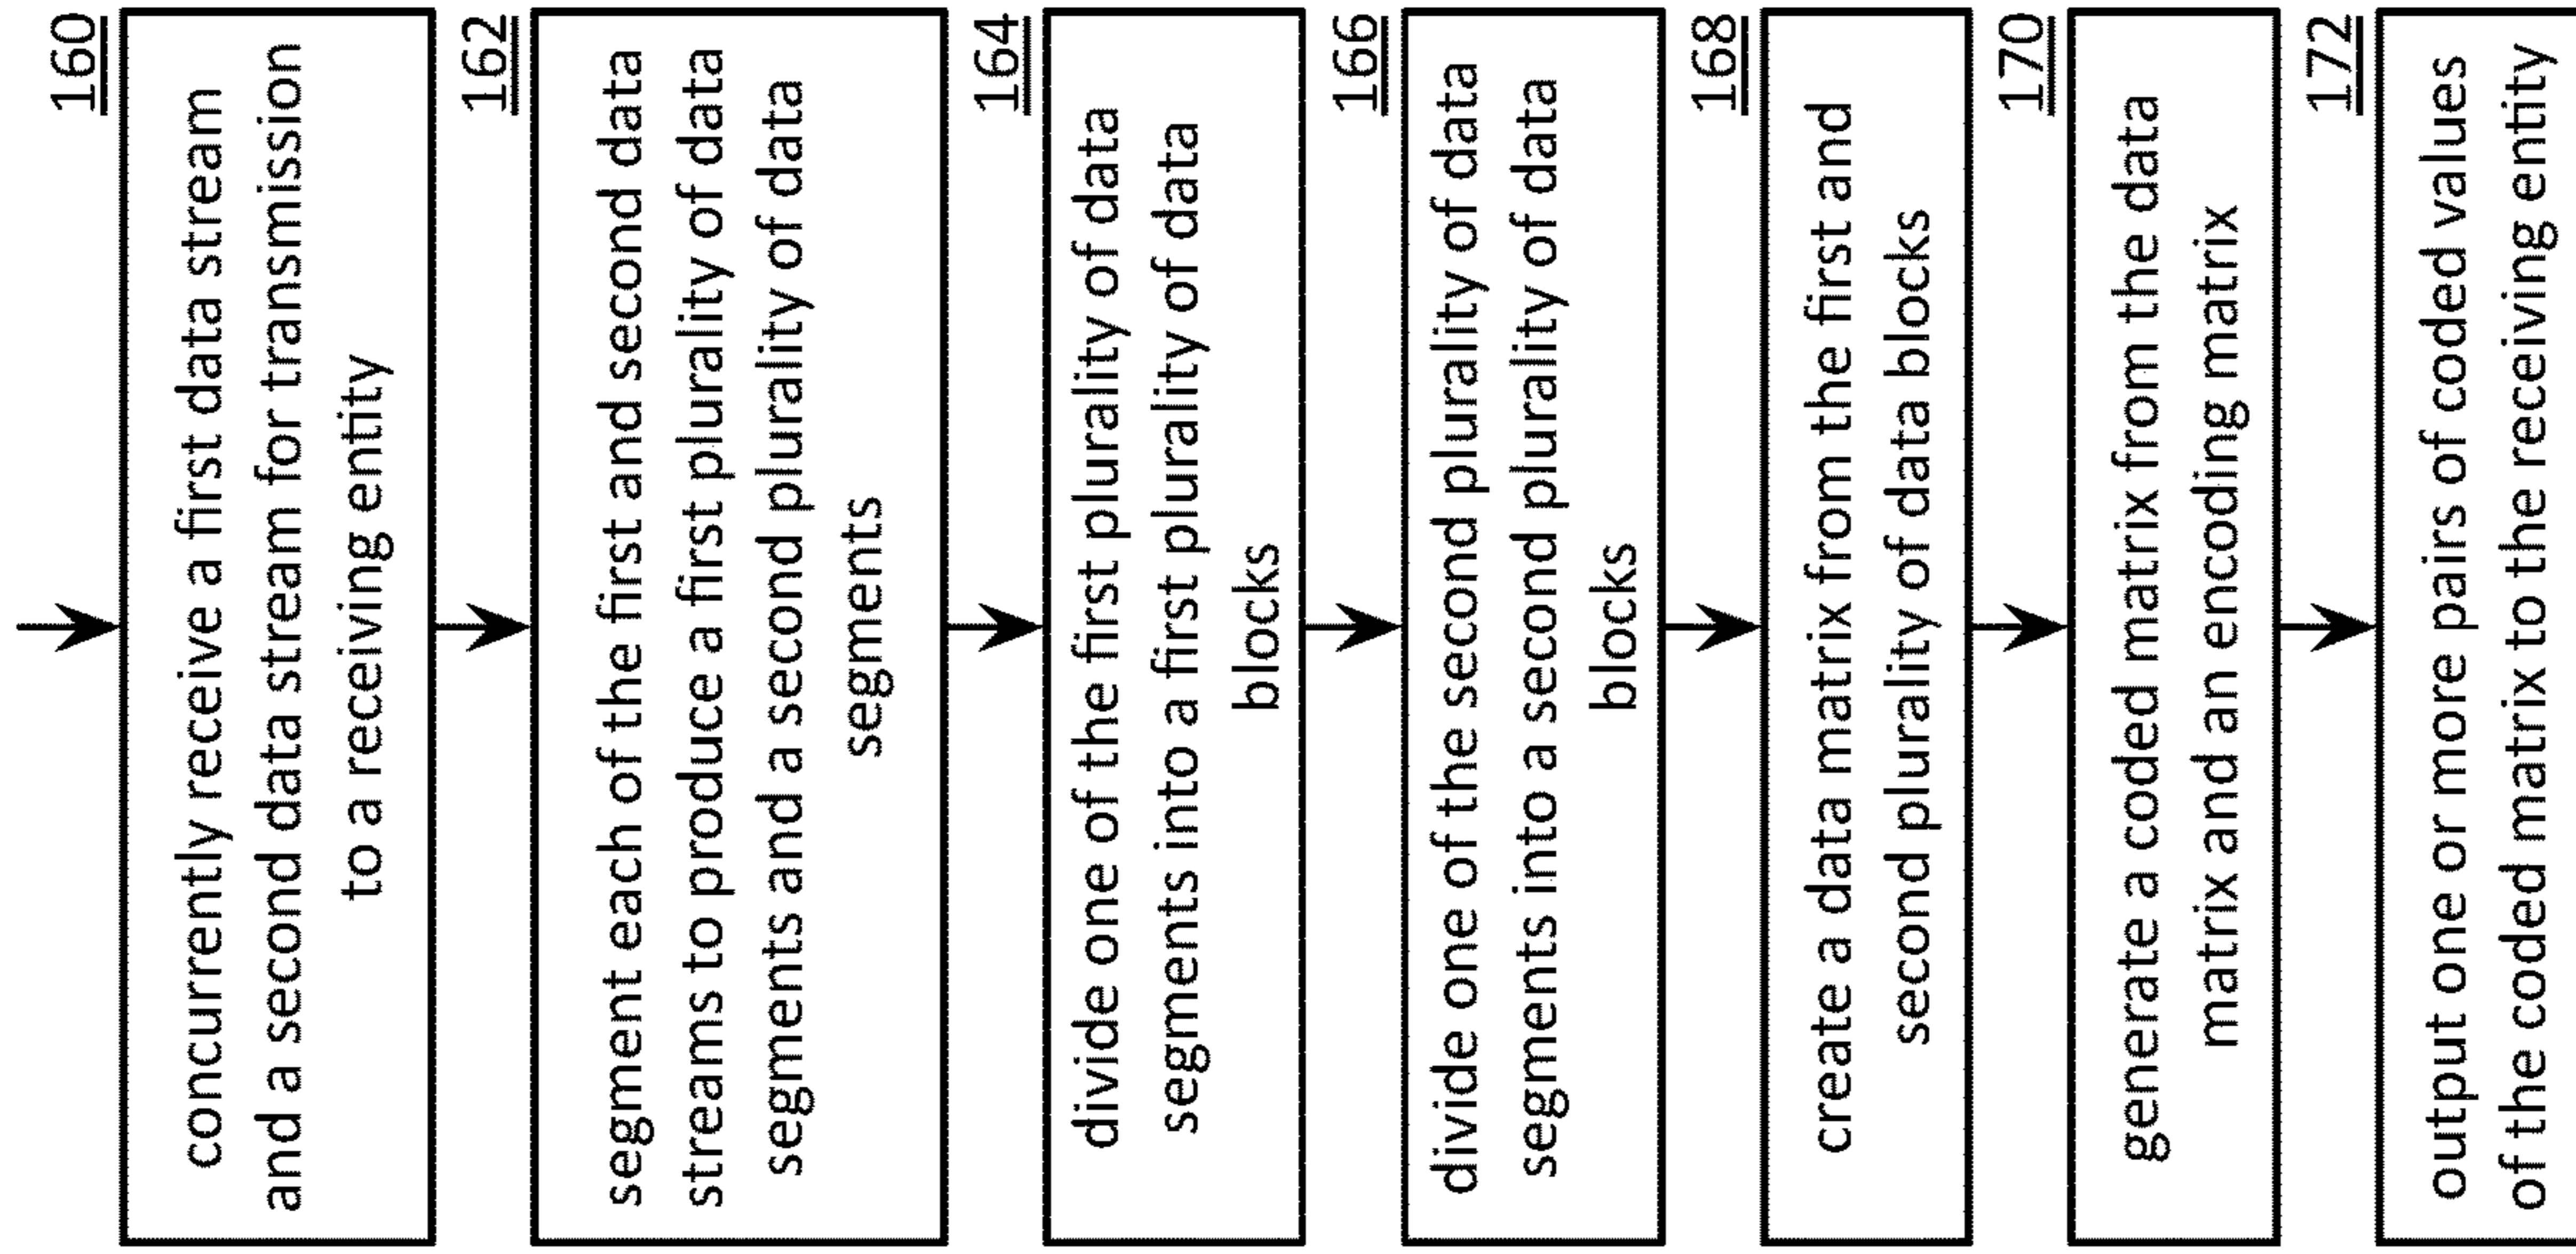 160
concurrently receive a first data stream
and a second data stream for transmission
to a receiving entity
162
segment each of the first and second data
streams to produce a first plurality of data
segments and a second plurality of data
segments
164
divide one of the first plurality of data
segments into a first plurality of data
blocks
166
divide one of the second plurality of data
segments into a second plurality of data
blocks
168
create a data matrix from the first and
second plurality of data blocks
170
generate a coded matrix from the data
matrix and an encoding matrix
172
output one or more pairs of coded values
of the coded matrix to the receiving entity